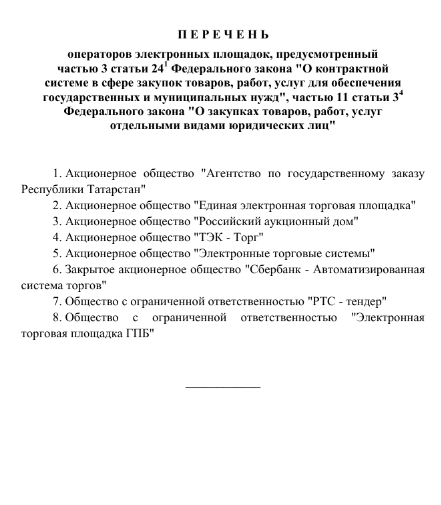 П Е Р Е Ч Е Н Ь
операторов электронных площадок, предусмотренный
частью 3 статьи 24¹ Федерального закона "О контрактной
системе в сфере закупок товаров, работ, услуг для обеспечения
государственных и муниципальных нужд", частью 11 статьи 3⁴
Федерального закона "О закупках товаров, работ, услуг
отдельными видами юридических лиц"
1. Акционерное общество "Агентство по государственному заказу
Республики Татарстан"
2. Акционерное общество "Единая электронная торговая площадка"
3. Акционерное общество "Российский аукционный дом"
4. Акционерное общество "ТЭК - Торг"
5. Акционерное общество "Электронные торговые системы"
6. Закрытое акционерное общество "Сбербанк - Автоматизированная
система торгов"
7. Общество с ограниченной ответственностью "РТС - тендер"
8. Общество с ограниченной ответственностью "Электронная
торговая площадка ГПБ"